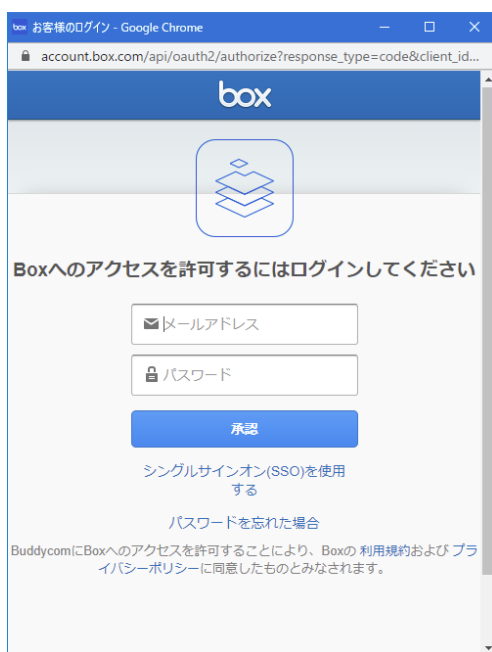 box お客様のログイン - Google Chrome
account.box.com/api/oauth2/authorize?response_type=code&client_id...
box
Boxへのアクセスを許可するにはログインしてください
メールアドレス
パスワード
承認
シングルサインオン(SSO)を使用
する
パスワードを忘れた場合
BuddycomにBoxへのアクセスを許可することにより、Boxの 利用規約および プラ
イバシーポリシーに同意したものとみなされます。